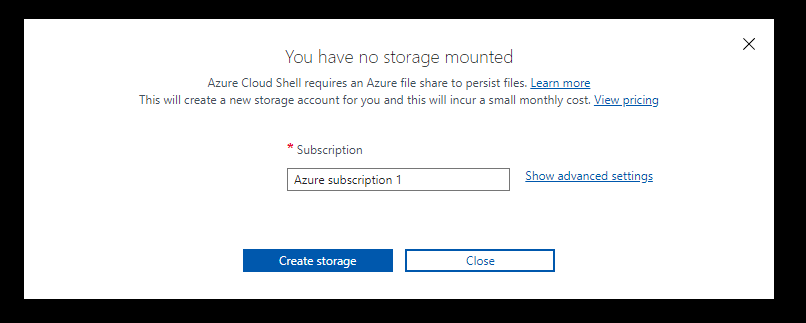 You have no storage mounted
Azure Cloud Shell requires an Azure file share to persist files. Learn more
This will create a new storage account for you and this will incur a small monthly cost. View pricing
* Subscription
Azure subscription 1
Show advanced settings
Create storage
Close